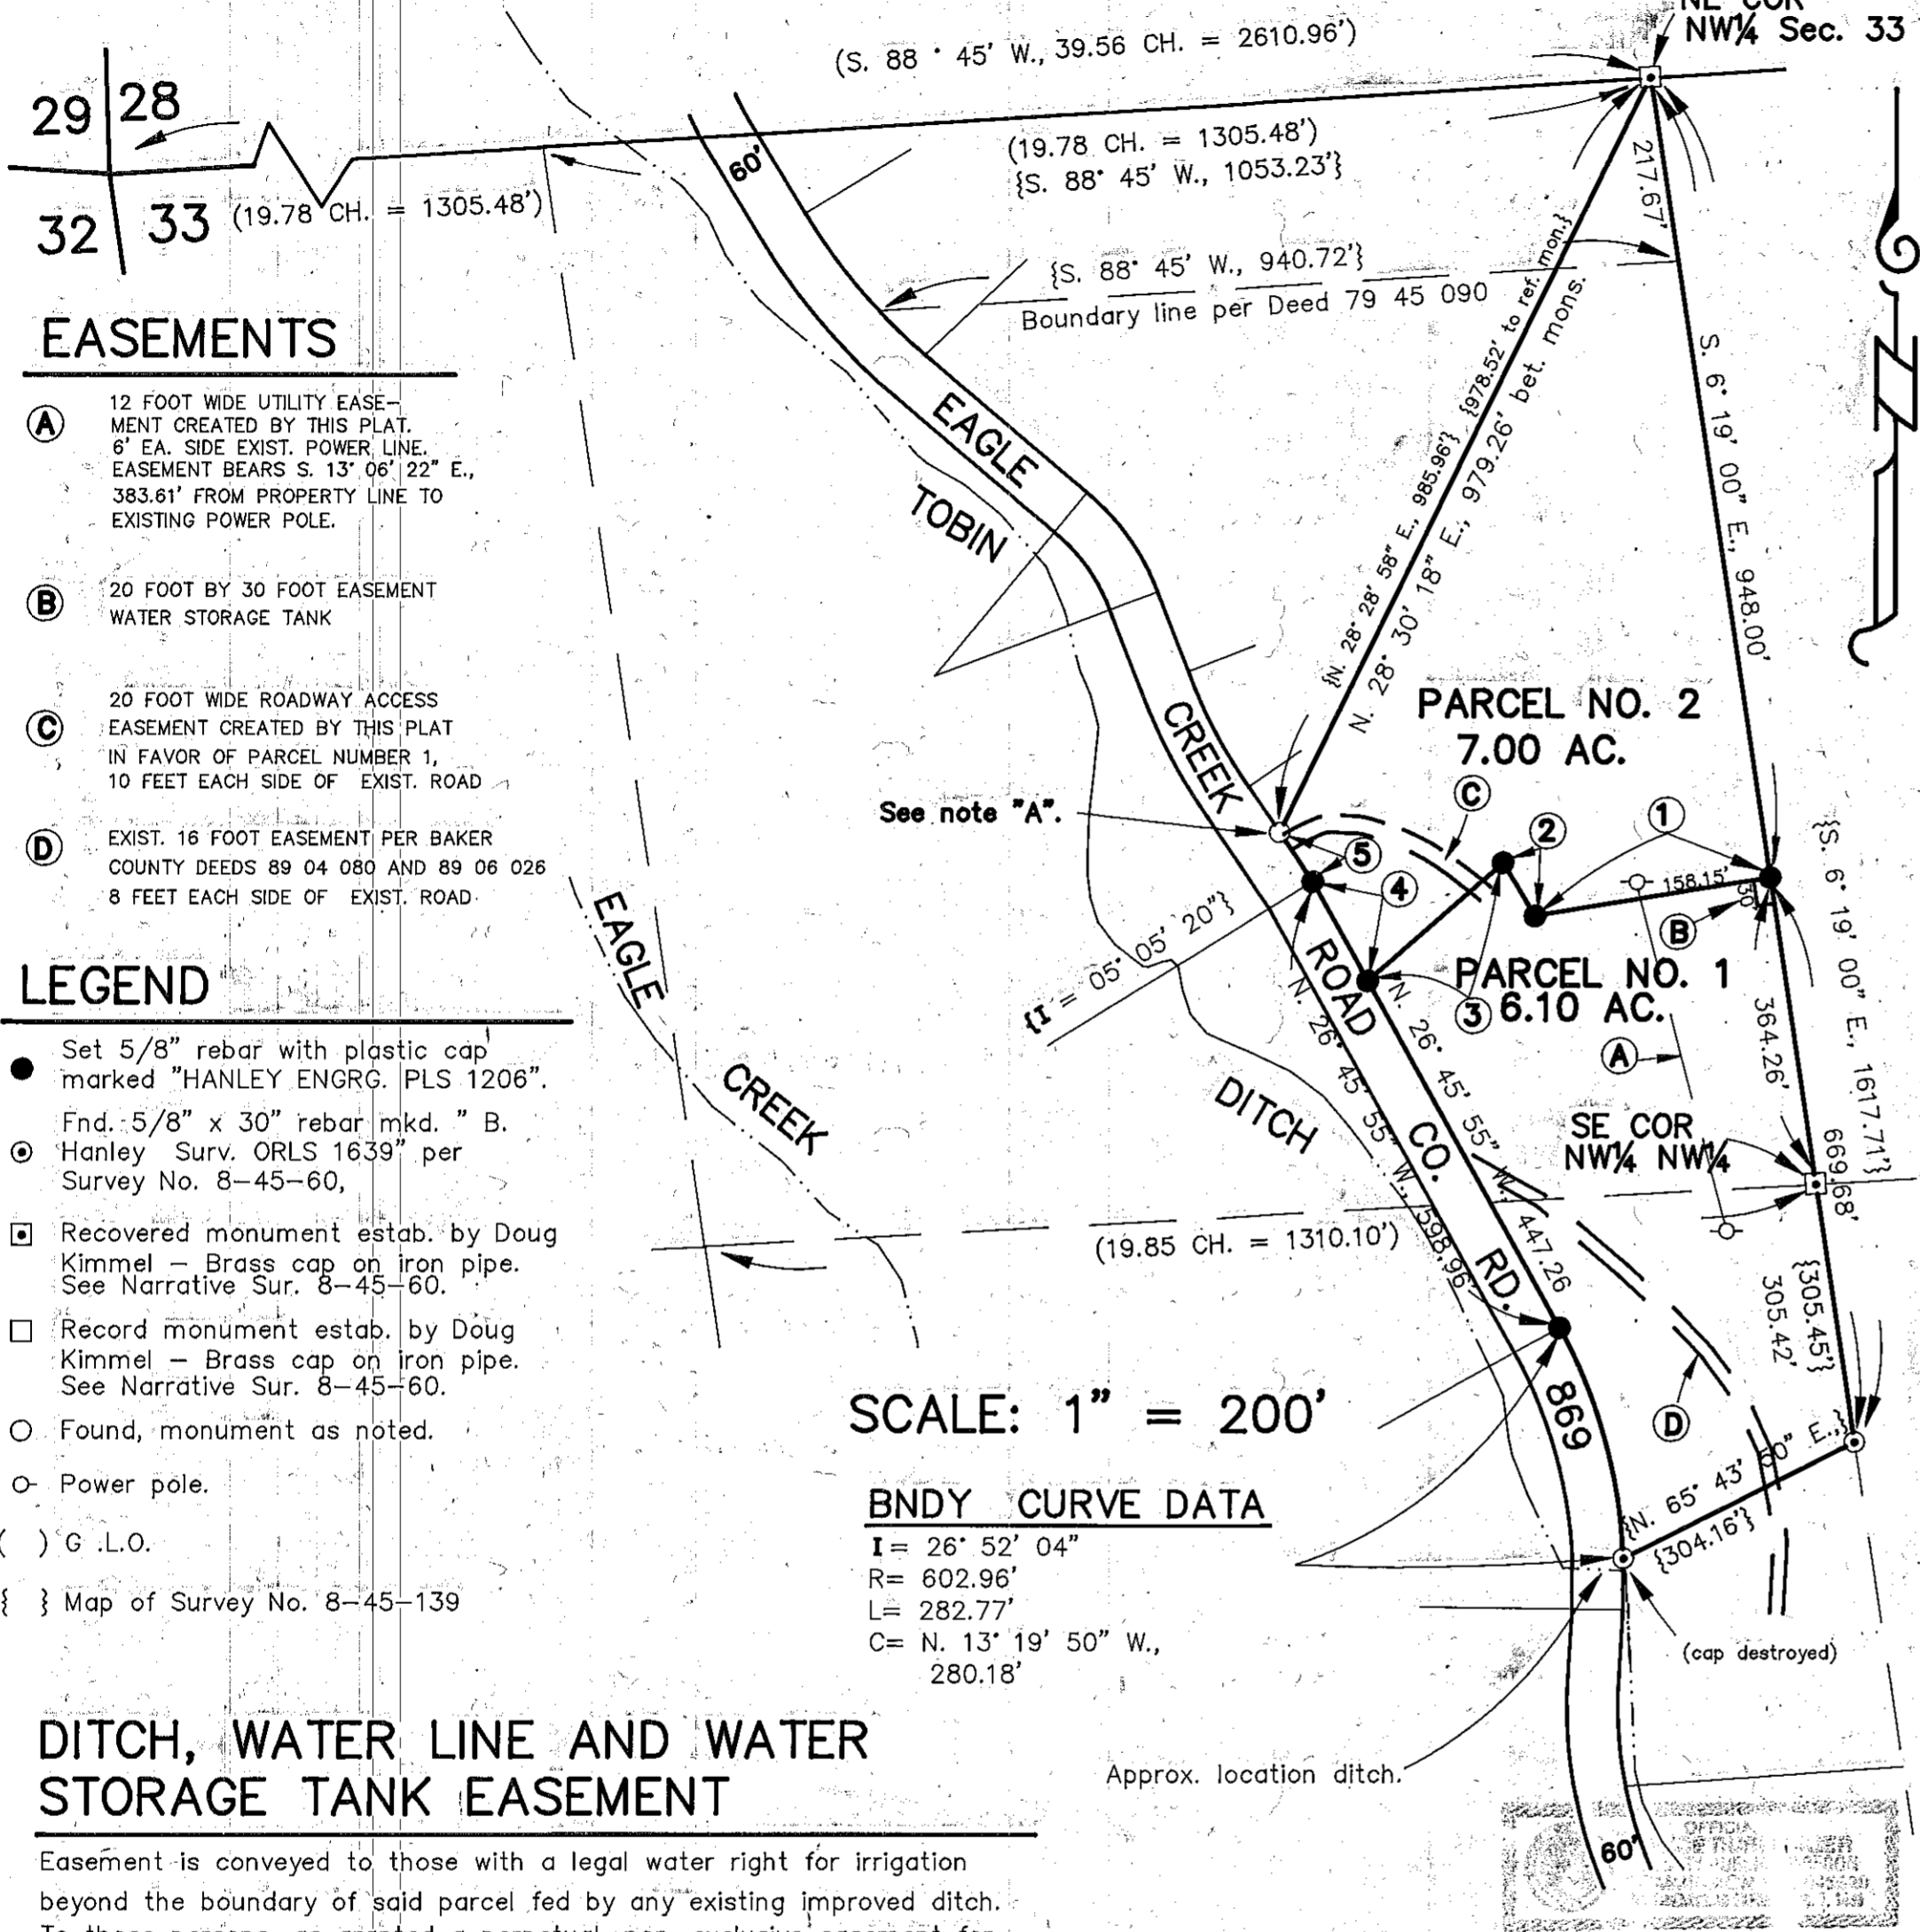 NE COR
NW¼ Sec. 33
(S. 88° 45' W., 39.56 CH. = 2610.96')
29 28
32 33
(19.78 CH. = 1305.48')
(19.78 CH. = 1305.48')
{S. 88° 45' W., 1053.23'}
60'
217.67'
{S. 88° 45' W., 940.72'}
Boundary line per Deed 79 45 090
{N. 28° 28' 58" E., 985.96'} {978.52' to ref. mon.}
N. 28° 30' 18" E., 979.26' bet. mons.
S. 6° 19' 00" E., 948.00'
N
EASEMENTS
A
12 FOOT WIDE UTILITY EASE-
MENT CREATED BY THIS PLAT.
6' EA. SIDE EXIST. POWER LINE.
EASEMENT BEARS S. 13° 06' 22" E.,
383.61' FROM PROPERTY LINE TO
EXISTING POWER POLE.
B
20 FOOT BY 30 FOOT EASEMENT
WATER STORAGE TANK
C
20 FOOT WIDE ROADWAY ACCESS
EASEMENT CREATED BY THIS PLAT
IN FAVOR OF PARCEL NUMBER 1,
10 FEET EACH SIDE OF EXIST. ROAD
D
EXIST. 16 FOOT EASEMENT PER BAKER
COUNTY DEEDS 89 04 080 AND 89 06 026
8 FEET EACH SIDE OF EXIST. ROAD
EAGLE
CREEK
ROAD
CO.
RD.
869
TOBIN
DITCH
EAGLE
CREEK
PARCEL NO. 2
7.00 AC.
C
See note "A".
1
2
5
4
158.15'
30'
B
{I = 05° 05' 20"}
PARCEL NO. 1
3 6.10 AC.
A
N. 26° 45' 55" W., 598.96'
N. 26° 45' 55" W., 447.26
364.26'
{S. 6° 19' 00" E., 1617.71'}
669.68'
SE COR
NW¼ NW¼
(19.85 CH. = 1310.10')
{305.45'}
305.42'
D
{N. 65° 43' 50" E.,}
{304.16'}
(cap destroyed)
60'
LEGEND
Set 5/8" rebar with plastic cap
marked "HANLEY ENGRG. PLS 1206".
Fnd. 5/8" x 30" rebar mkd. " B.
Hanley Surv. ORLS 1639" per
Survey No. 8-45-60,
Recovered monument estab. by Doug
Kimmel - Brass cap on iron pipe.
See Narrative Sur. 8-45-60.
Record monument estab. by Doug
Kimmel - Brass cap on iron pipe.
See Narrative Sur. 8-45-60.
Found, monument as noted.
Power pole.
( ) G .L.O.
{ } Map of Survey No. 8-45-139
SCALE: 1" = 200'
BNDY CURVE DATA
I= 26° 52' 04"
R= 602.96'
L= 282.77'
C= N. 13° 19' 50" W.,
280.18'
Approx. location ditch.
DITCH, WATER LINE AND WATER
STORAGE TANK EASEMENT
Easement is conveyed to those with a legal water right for irrigation
beyond the boundary of said parcel fed by any existing improved ditch.